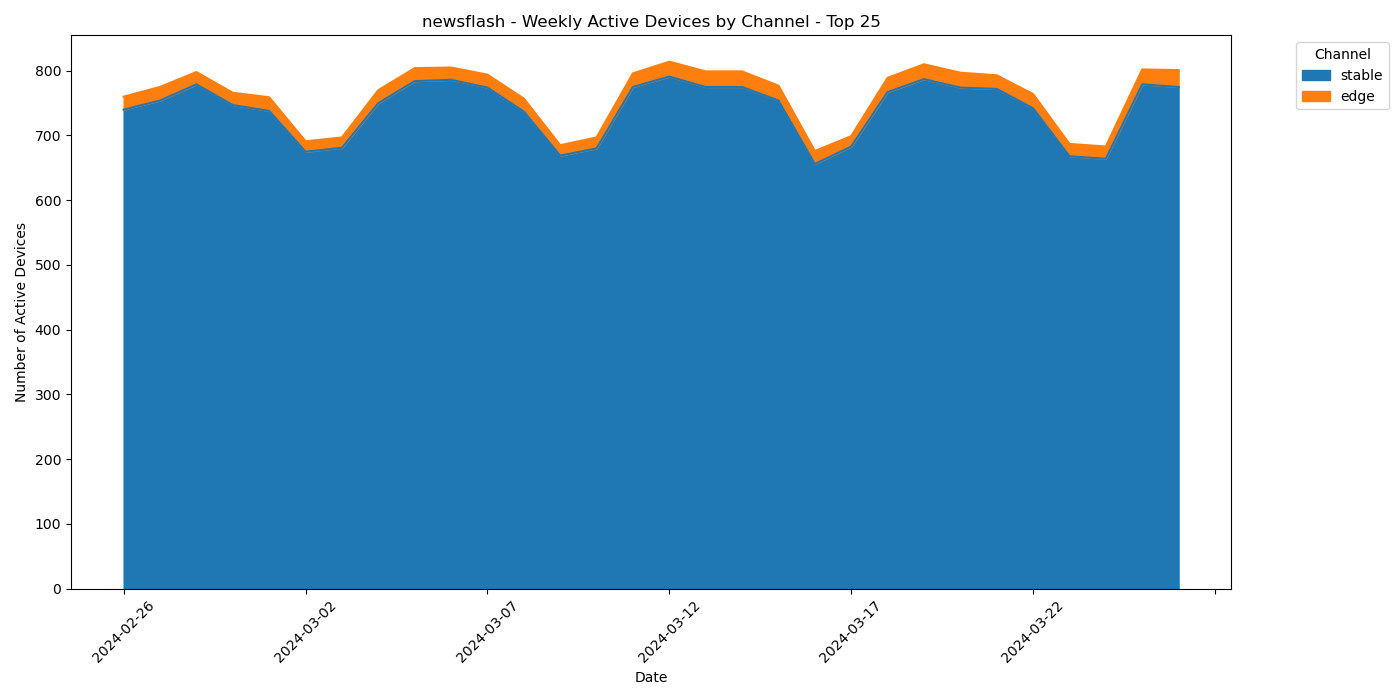 newsflash - Weekly Active Devices by Channel - Top 25
Channel
stable
edge
Number of Active Devices
800
700
600
500
400
300
200
100
0
2024-02-26
2024-03-02
2024-03-07
2024-03-12
2024-03-17
2024-03-22
Date